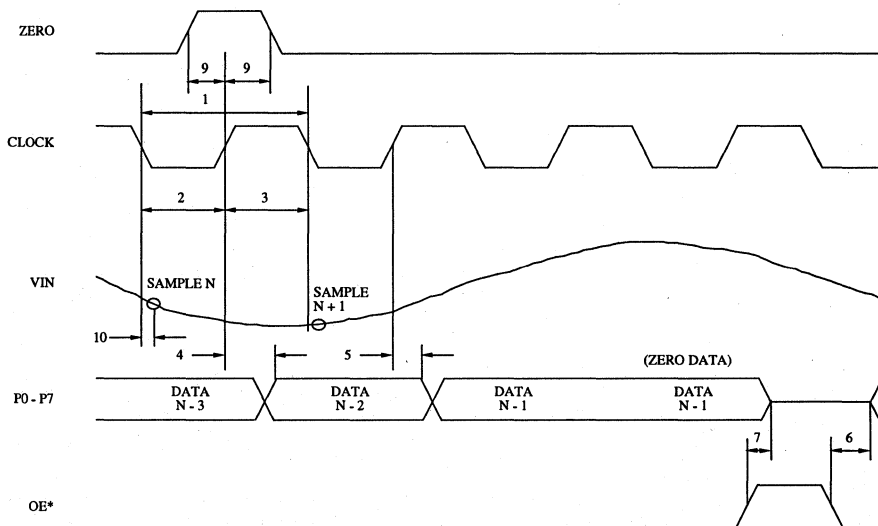 ZERO
9 9
1
CLOCK
2 3
VIN
SAMPLE N
SAMPLE
N + 1
10
4 5
(ZERO DATA)
P0 - P7
DATA
N - 3
DATA
N - 2
DATA
N - 1
DATA
N - 1
7 6
OE*